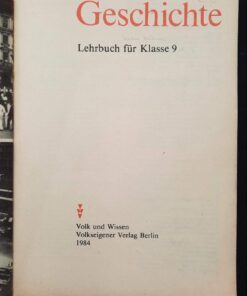 Geschichte
Lehrbuch für Klasse 9
Volk und Wissen
Volkseigener Verlag Berlin
1984